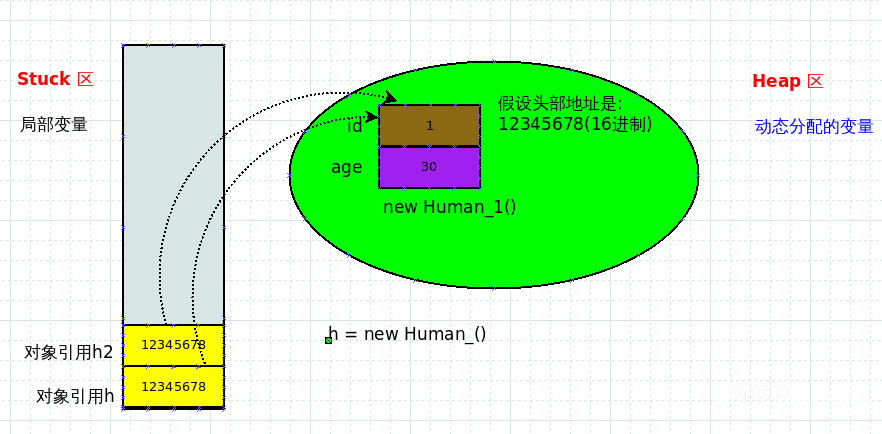 Stuck 区
局部变量
Heap 区
动态分配的变量
假设头部地址是:
12345678(16进制)
id
1
age
30
new Human_1()
h = new Human_()
对象引用h2
12345678
对象引用h
12345678